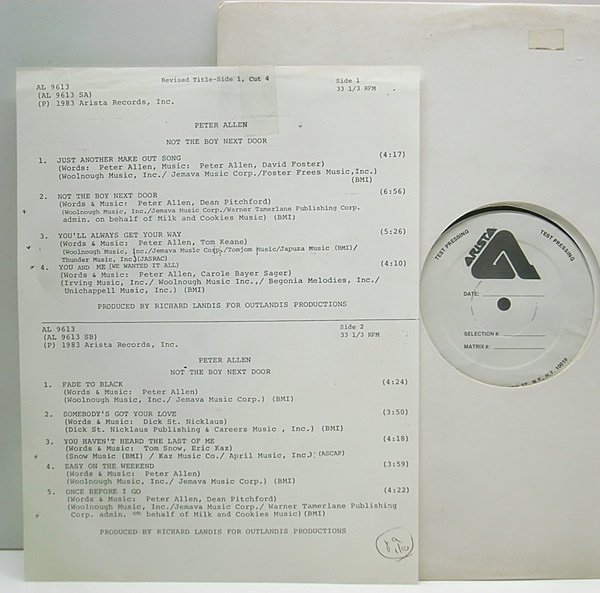 Revised Title-Side 1, Cut 4
AL 9613
(AL 9613 SA)
(P) 1983 Arista Records, Inc.
Side 1
33 1/3 RPM
PETER ALLEN
NOT THE BOY NEXT DOOR
1. JUST ANOTHER MAKE OUT SONG (4:17)
(Words: Peter Allen, Music: Peter Allen, David Foster)
(Woolnough Music,Inc./ Jemava Music Corp./Foster Frees Music,Inc.)
(BMI)
2. NOT THE BOY NEXT DOOR (6:56)
(Words & Music: Peter Allen, Dean Pitchford)
(Woolnough Music, Inc./Jemava Music Corp./Warner Tamerlane Publishing Corp.
admin. on behalf of Milk and Cookies Music) (BMI)
3. YOU'LL ALWAYS GET YOUR WAY (5:26)
(Words & Music: Peter Allen, Tom Keane)
(Woolnough Music, Inc./Jemava Music Corp./Tomjom Music/Japuza Music (BMI)/
Thunder Music, Inc.)(JASRAC)
4. YOU AND ME (WE WANTED IT ALL) (4:10)
(Words & Music: Peter Allen, Carole Bayer Sager)
(Irving Music, Inc./ Woolnough Music Inc.,/ Begonia Melodies, Inc./
Unichappell Music, Inc.) (BMI)
PRODUCED BY RICHARD LANDIS FOR OUTLANDIS PRODUCTIONS
AL 9613
(AL 9613 SB)
(P) 1983 Arista Records, Inc.
Side 2
33 1/3 RPM
PETER ALLEN
NOT THE BOY NEXT DOOR
1. FADE TO BLACK (4:24)
(Words & Music: Peter Allen)
(Woolnough Music, Inc./ Jemava Music Corp.) (BMI)
2. SOMEBODY'S GOT YOUR LOVE (3:50)
(Words & Music: Dick St. Nicklaus)
(Dick St. Nicklaus Publishing & Careers Music , Inc.) (BMI)
3. YOU HAVEN'T HEARD THE LAST OF ME (4:18)
(Words & Music: Tom Snow, Eric Kaz)
(Snow Music (BMI) / Kaz Music Co./ April Music, Inc.) (ASCAP)
4. EASY ON THE WEEKEND (3:59)
(Words & Music: Peter Allen)
(Woolnough Music, Inc./ Jemava Music Corp.) (BMI)
5. ONCE BEFORE I GO (4:22)
(Words & Music: Peter Allen, Dean Pitchford)
(Woolnough Music, Inc./Jemava Music Corp./ Warner Tamerlane Publishing
Corp. admin. on behalf of Milk and Cookies Music)(BMI)
PRODUCED BY RICHARD LANDIS FOR OUTLANDIS PRODUCTIONS
TEST PRESSING
ARISTA
TEST PRESSING
DATE:
SELECTION #:
MATRIX #:
ST., N.Y., N.Y. 10019